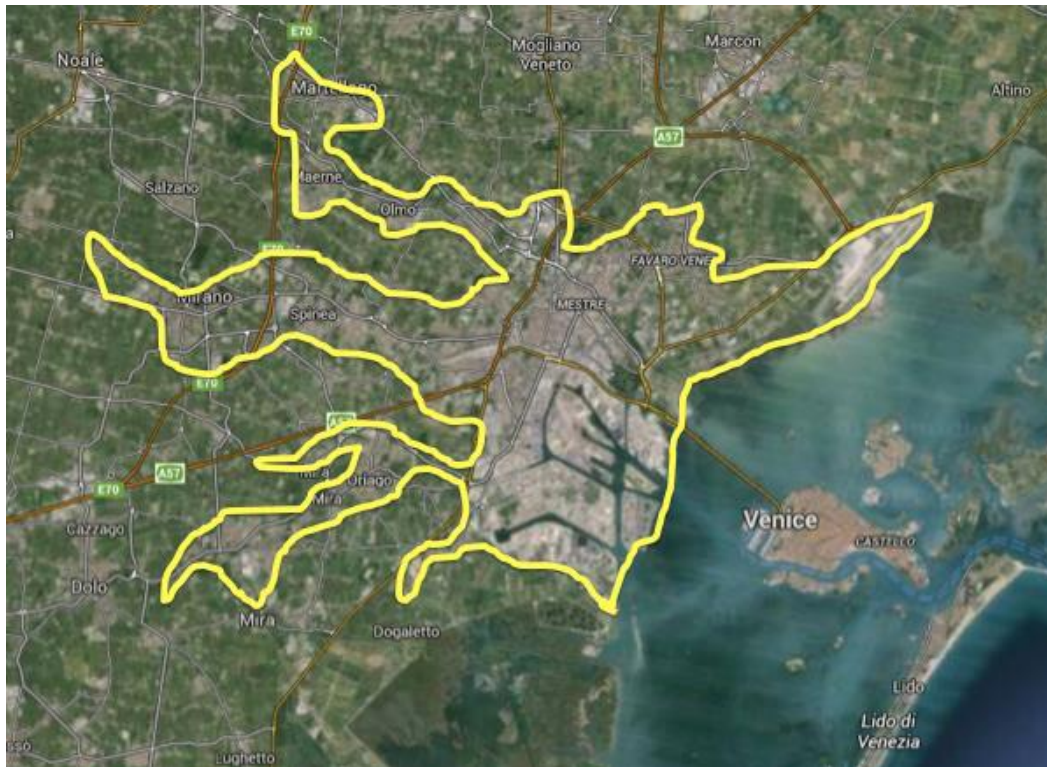 E70
Noale
Mogliano
Veneto
Marcon
Altino
Martellago
A57
Salzano
Maerne
Olmo
E70
FAVARO VENE
Mirano
Spinea
MESTRE
E70
A57
A57
Mira
Oriago
E70
Mira
Cazzago
Venice
CASTELLO
Dolo
Mira
Dogaletto
Lido
Lido di
Venezia
Lughetto